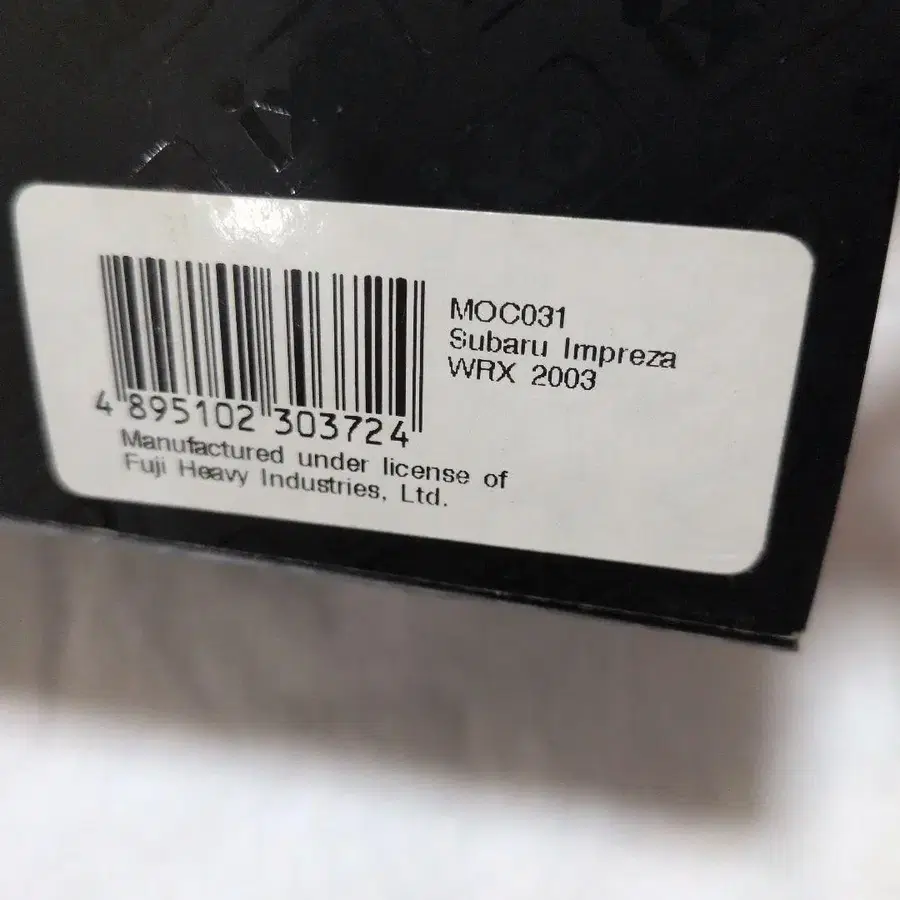 MOC031
Subaru Impreza
WRX 2003
4 895102 303724
Manufactured under license of
Fuji Heavy Industries, Ltd.